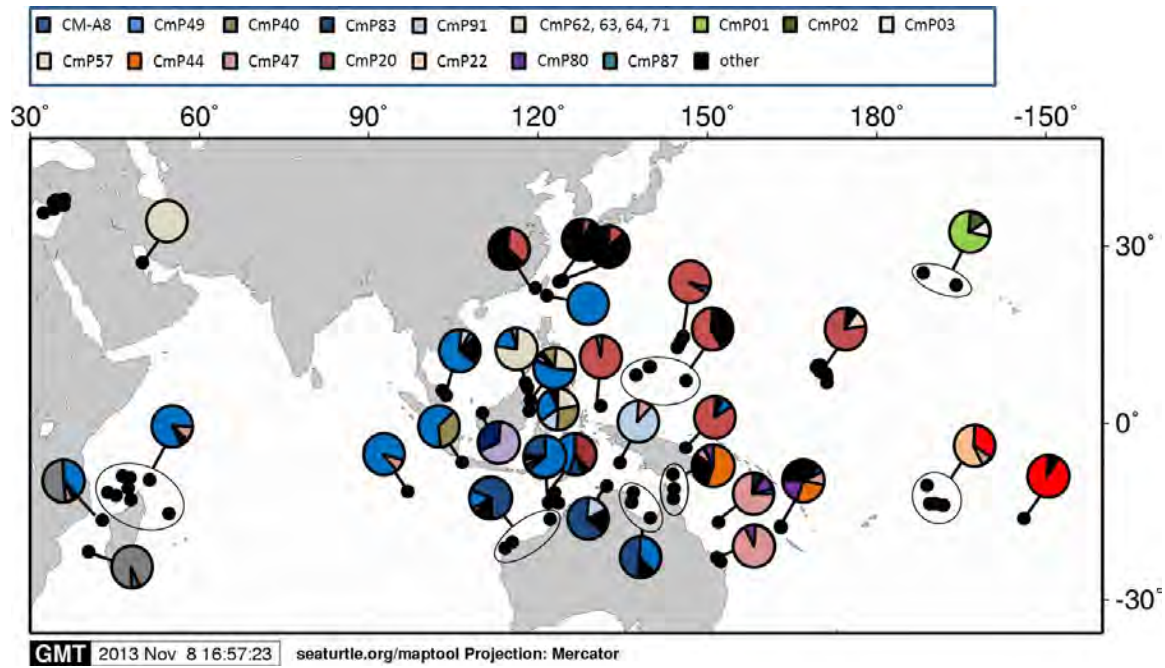 CM-A8 CmP49 CmP40 CmP83 CmP91 CmP62, 63, 64, 71 CmP01 CmP02 CmP03
CmP57 CmP44 CmP47 CmP20 CmP22 CmP80 CmP87 other
30˚ 60˚ 90˚ 120˚ 150˚ 180˚ -150˚
30˚
0˚
-30˚
GMT 2013 Nov 8 16:57:23 seaturtle.org/maptool Projection: Mercator